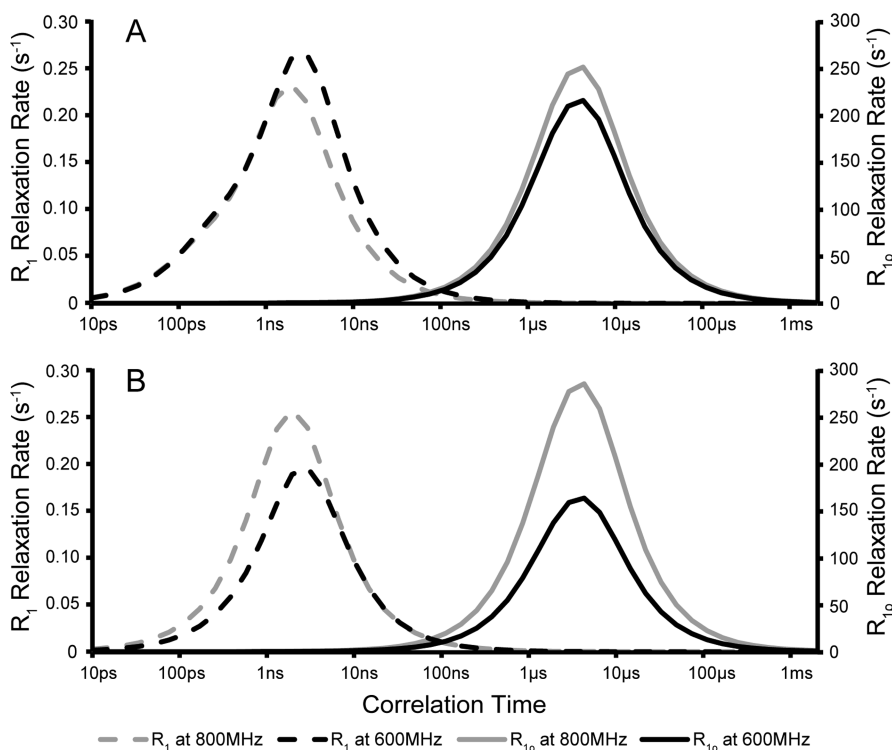 A
R₁ Relaxation Rate (s⁻¹)
0.30
0.25
0.20
0.15
0.10
0.05
0
300
250
200
150
100
50
0
R₁ρ Relaxation Rate (s⁻¹)
10ps 100ps 1ns 10ns 100ns 1μs 10μs 100μs 1ms
B
R₁ Relaxation Rate (s⁻¹)
0.30
0.25
0.20
0.15
0.10
0.05
0
300
250
200
150
100
50
0
R₁ρ Relaxation Rate (s⁻¹)
10ps 100ps 1ns 10ns 100ns 1μs 10μs 100μs 1ms
Correlation Time
R₁ at 800MHz R₁ at 600MHz R₁ρ at 800MHz R₁ρ at 600MHz